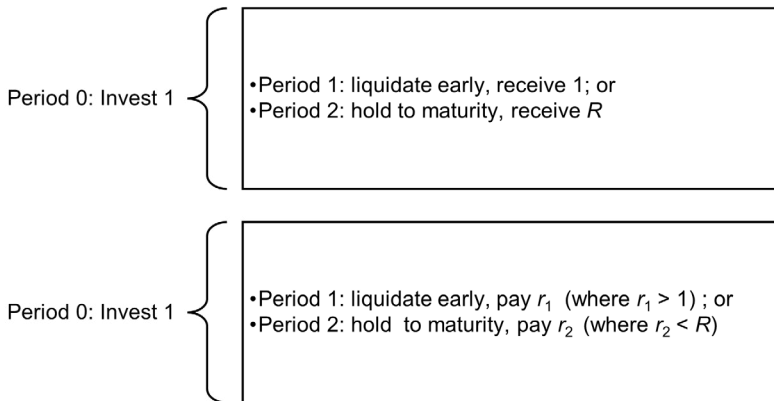 Period 0: Invest 1
•Period 1: liquidate early, receive 1; or
•Period 2: hold to maturity, receive R
Period 0: Invest 1
•Period 1: liquidate early, pay r₁ (where r₁ > 1) ; or
•Period 2: hold to maturity, pay r₂ (where r₂ < R)